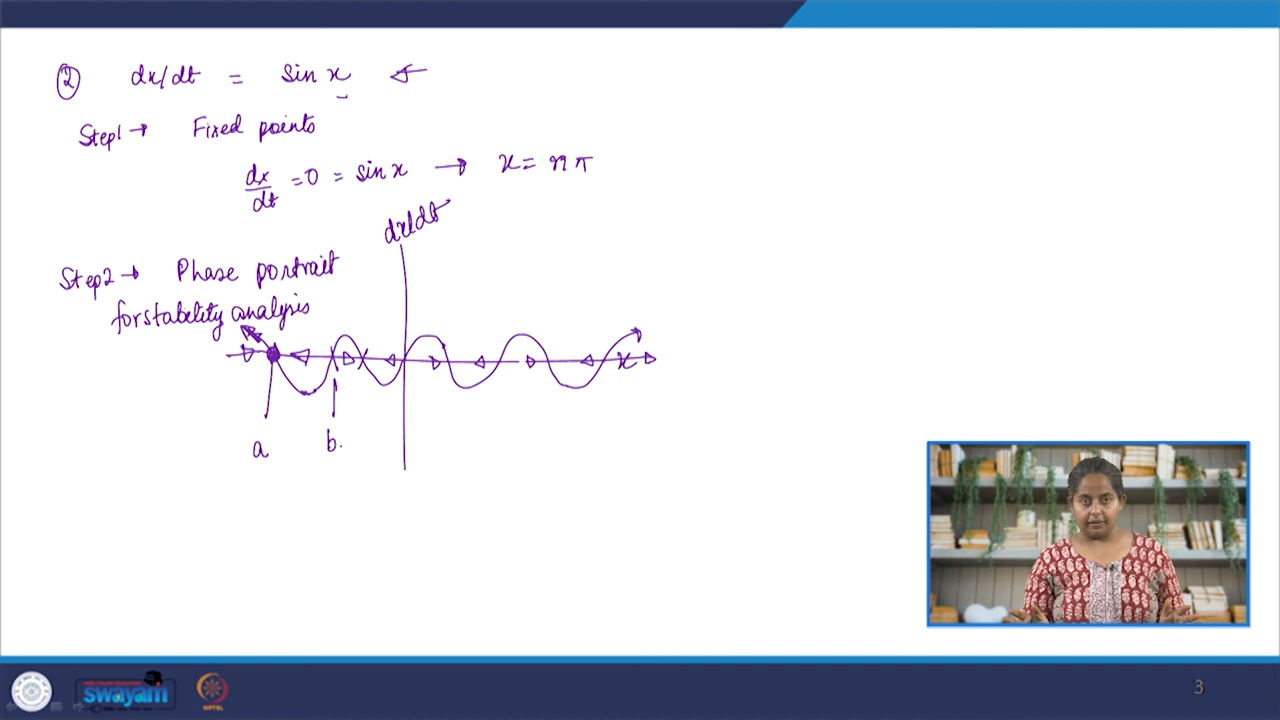 ② dx/dt = sin x
Step1 → Fixed points
dx/dt = 0 = sin x → x = nπ
dx/dt
Step2 → Phase portrait
for stability analysis
x
a
b.
swayam
NPTEL
3